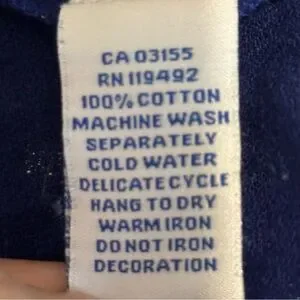 CA 03155
RN 119492
100% COTTON
MACHINE WASH
SEPARATELY
COLD WATER
DELICATE CYCLE
HANG TO DRY
WARM IRON
DO NOT IRON
DECORATION